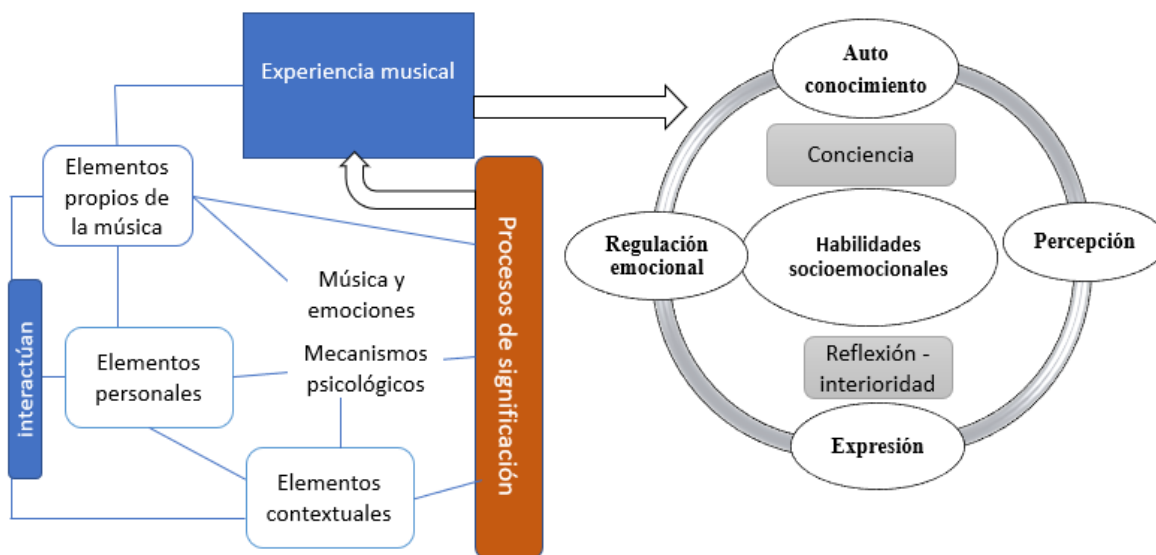 Experiencia musical
Elementos
propios de
la música
Música y
emociones
Mecanismos
psicológicos
interactúan
Elementos
personales
Elementos
contextuales
Procesos de significación
Auto
conocimiento
Conciencia
Regulación
emocional
Habilidades
socioemocionales
Percepción
Reflexión -
interioridad
Expresión